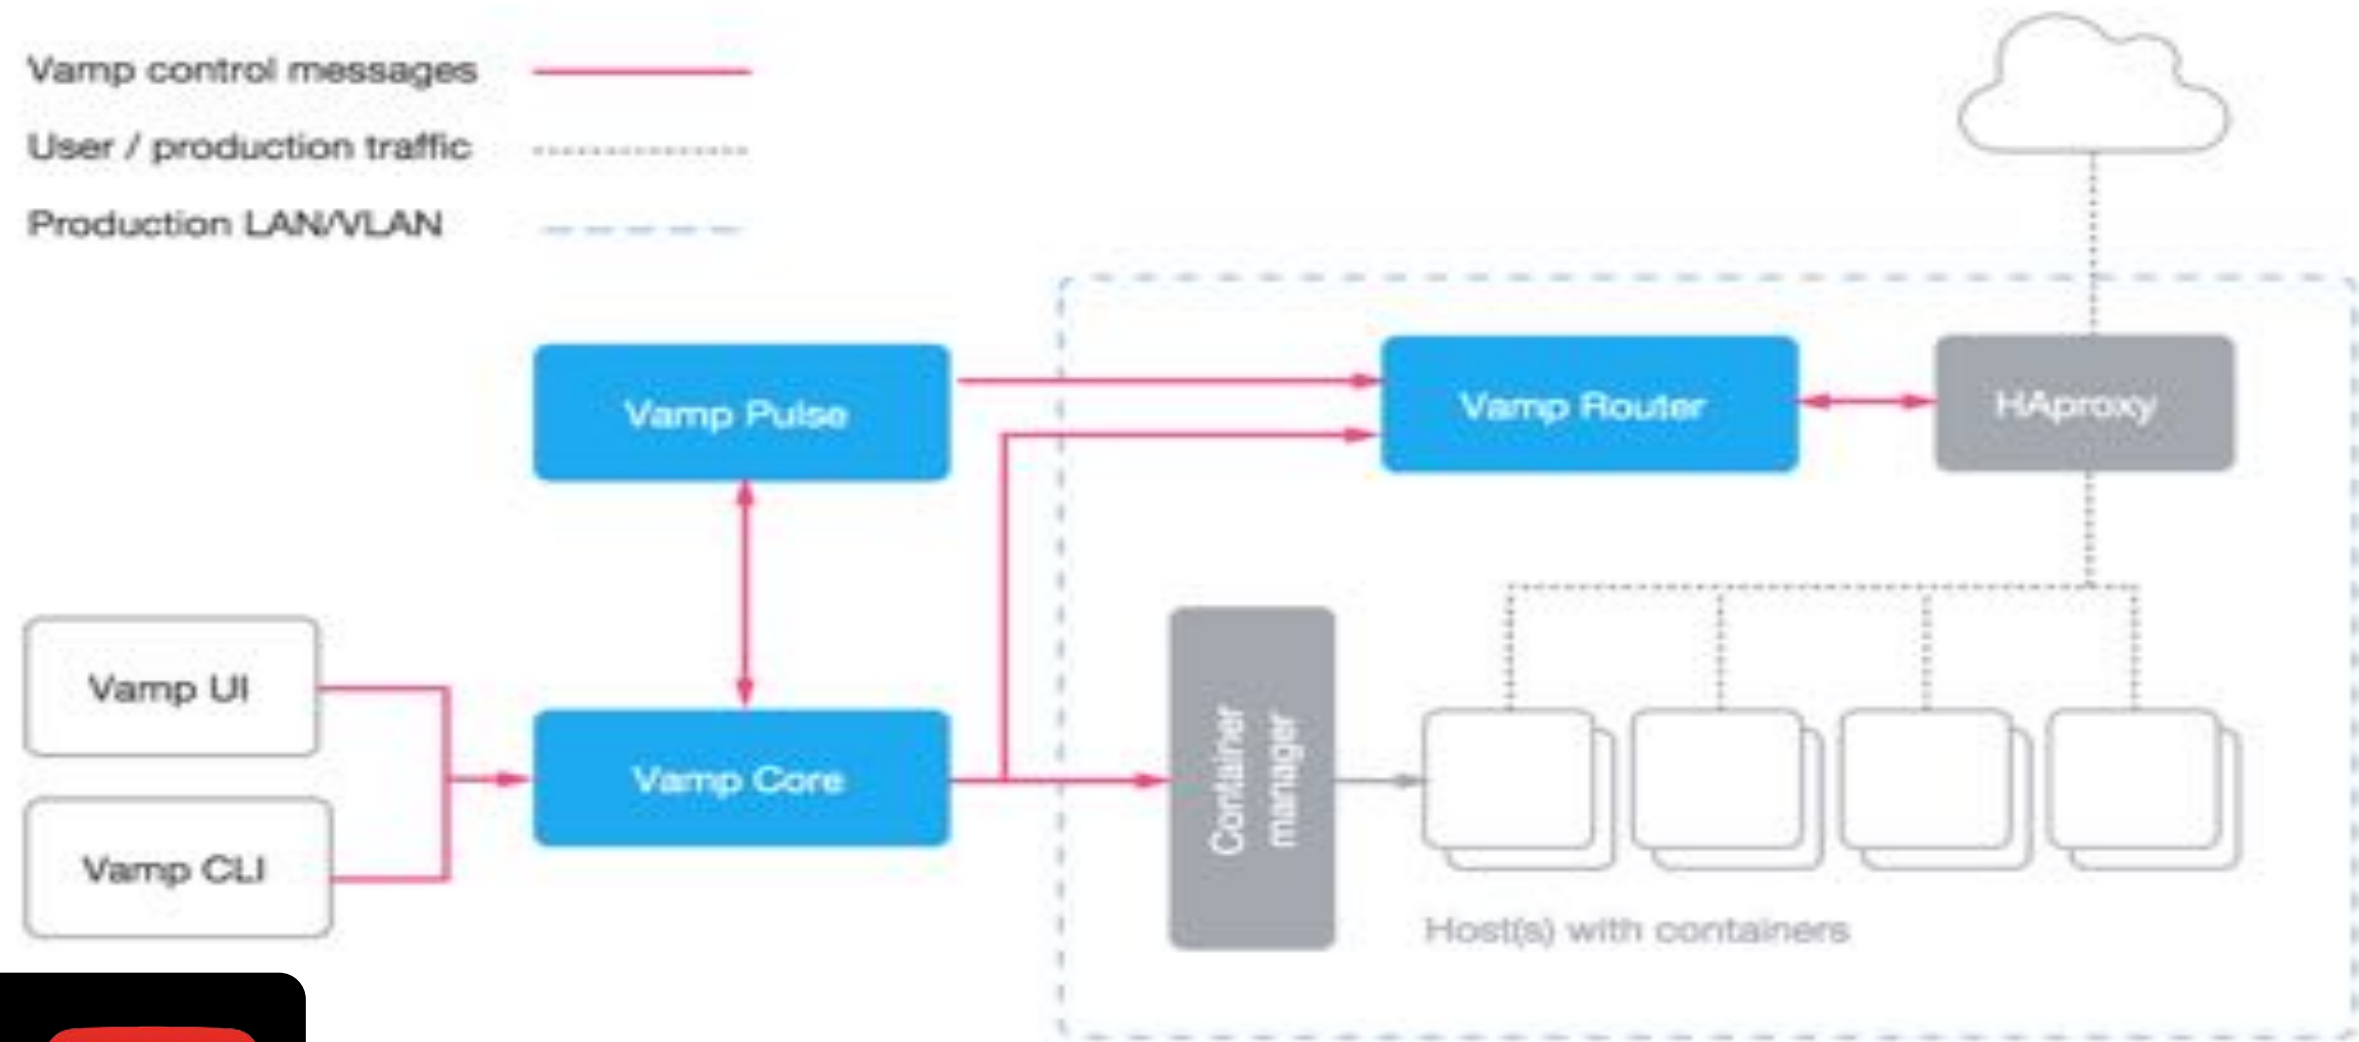 Vamp control messages
User / production traffic
Production LAN/VLAN
Vamp Pulse
Vamp Router
HAproxy
Vamp UI
Vamp Core
Vamp CLI
Container
manager
Host(s) with containers